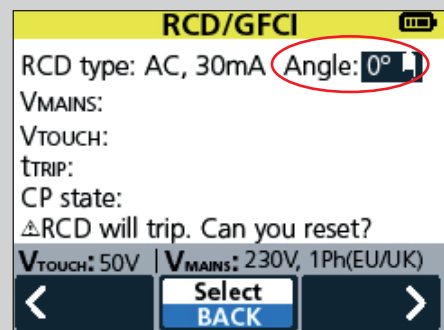 RCD/GFCI
RCD type: AC, 30mA Angle: 0°
VMAINS:
VTOUCH:
tTRIP:
CP state:
⚠RCD will trip. Can you reset?
VTOUCH: 50V | VMAINS: 230V, 1Ph(EU/UK)
< Select >
BACK